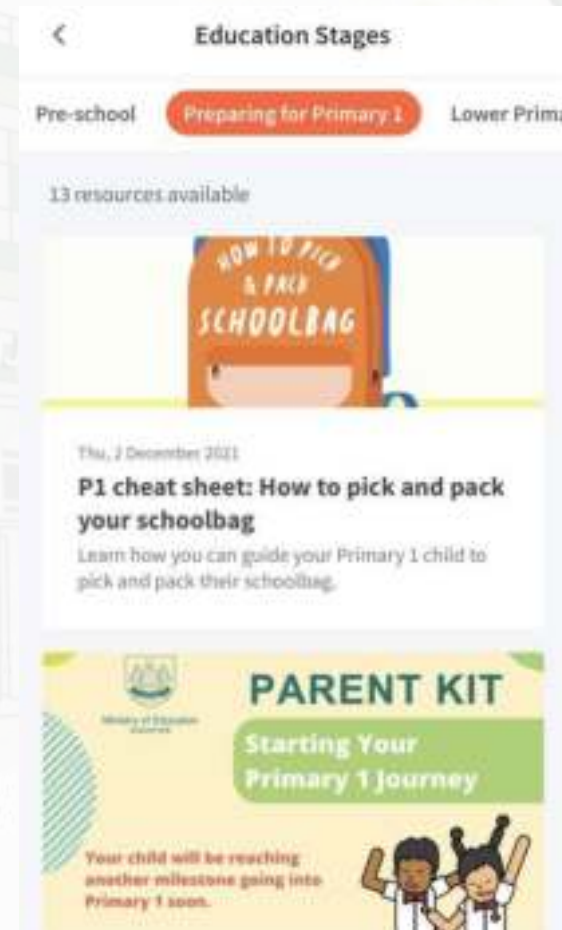 Education Stages
Pre-school Preparing for Primary 1 Lower Prima
13 resources available
HOW TO PICK
& PACK
SCHOOLBAG
Thu, 2 December 2021
P1 cheat sheet: How to pick and pack
your schoolbag
Learn how you can guide your Primary 1 child to
pick and pack their schoolbag.
Ministry of Education
PARENT KIT
Starting Your
Primary 1 Journey
Your child will be reaching
another milestone going into
Primary 1 soon.